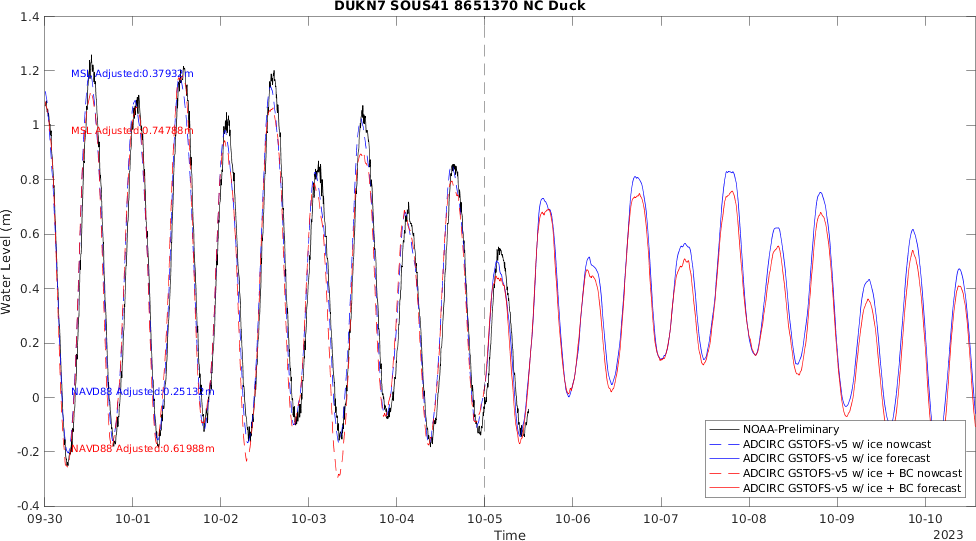 DUKN7 SOUS41 8651370 NC Duck
1.4
1.2
1
0.8
0.6
0.4
0.2
0
-0.2
-0.4
Water Level (m)
MSL Adjusted:0.37932m
MSL Adjusted:0.74788m
NAVD88 Adjusted:0.25132m
NAVD88 Adjusted:0.61988m
NOAA-Preliminary
ADCIRC GSTOFS-v5 w/ ice nowcast
ADCIRC GSTOFS-v5 w/ ice forecast
ADCIRC GSTOFS-v5 w/ ice + BC nowcast
ADCIRC GSTOFS-v5 w/ ice + BC forecast
09-30 10-01 10-02 10-03 10-04 10-05 10-06 10-07 10-08 10-09 10-10
Time
2023